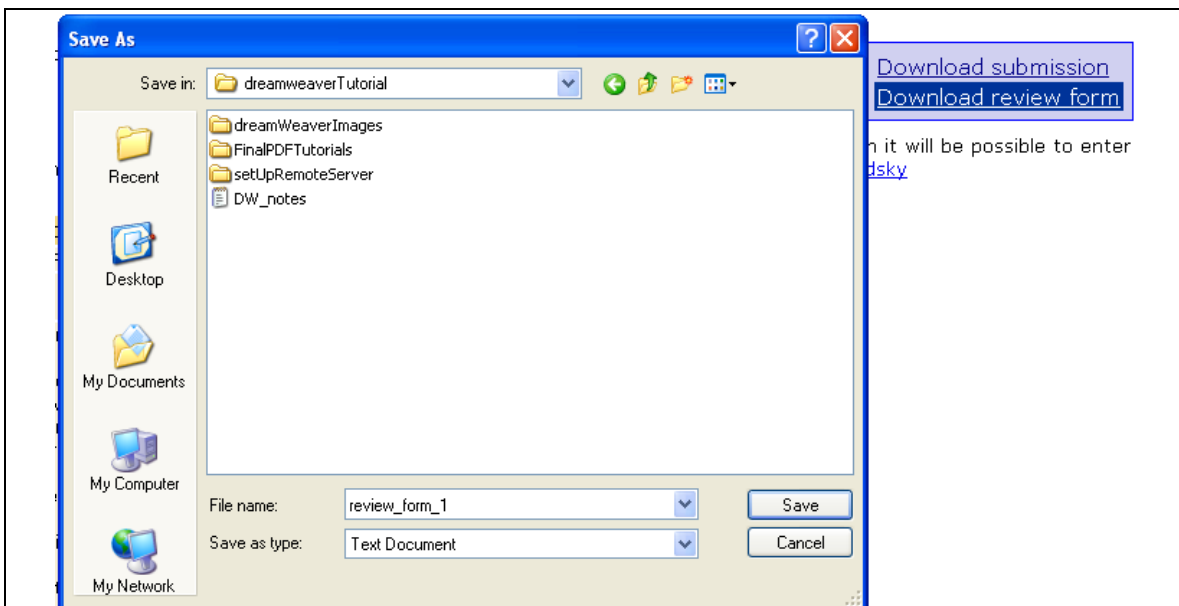 Save As
Save in: dreamweaverTutorial
Download submission
Download review form
it will be possible to enter
dreamWeaverImages
FinalPDFTutorials
setUpRemoteServer
DW_notes
Recent
Desktop
My Documents
My Computer
My Network
File name: review_form_1 Save
Save as type: Text Document Cancel